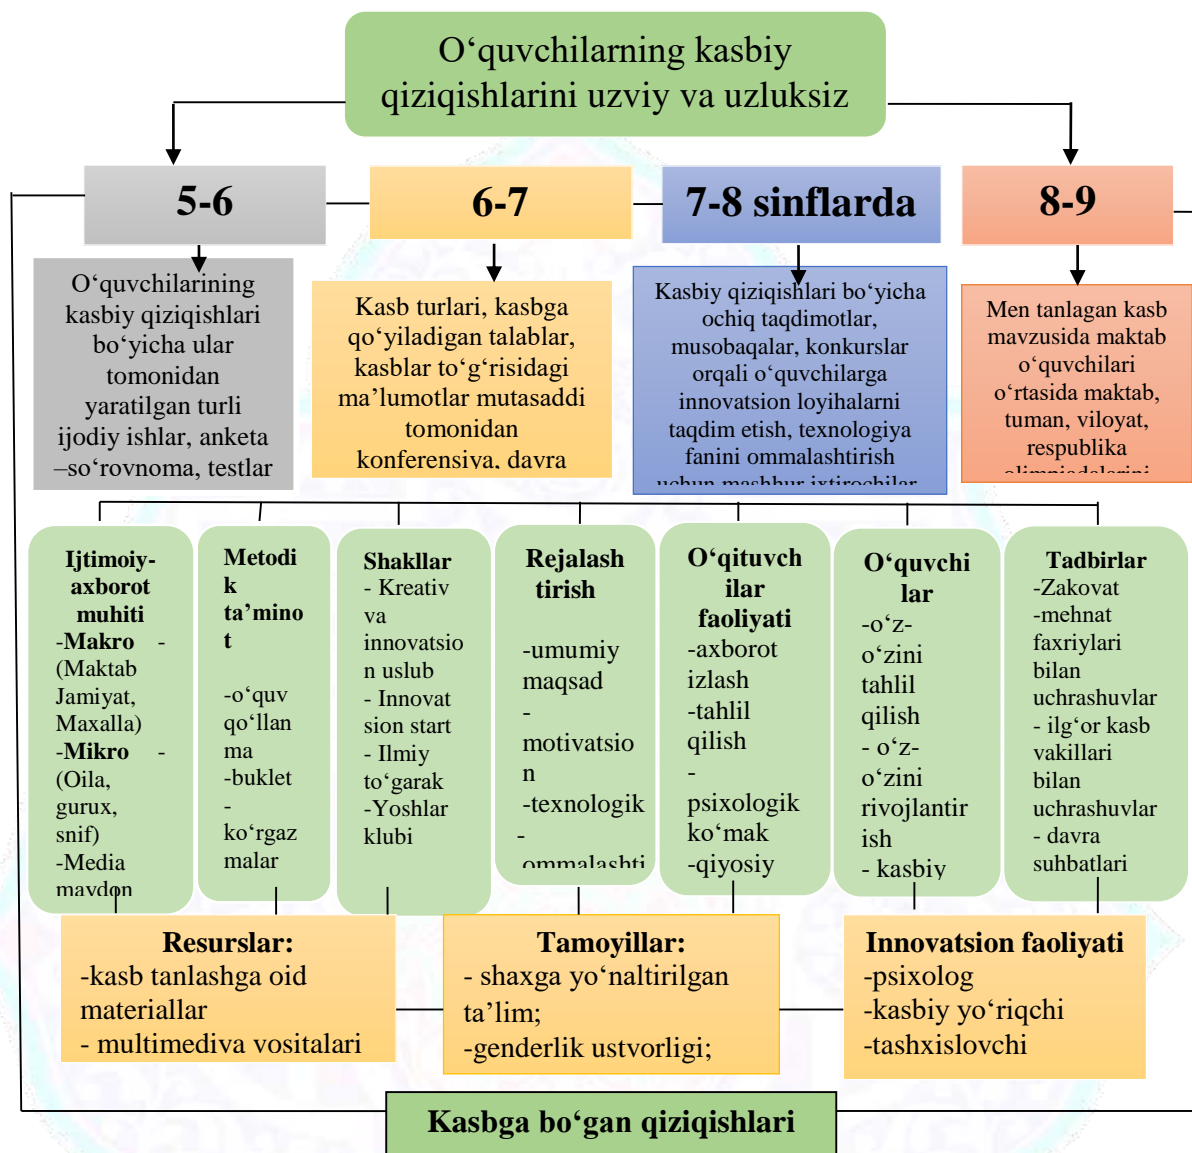 O‘quvchilarning kasbiy
qiziqishlarini uzviy va uzluksiz
5-6
6-7
7-8 sinflarda
8-9
O‘quvchilarining
kasbiy qiziqishlari
bo‘yicha ular
tomonidan
yaratilgan turli
ijodiy ishlar, anketa
–so‘rovnoma, testlar
Kasb turlari, kasbga
qo‘yiladigan talablar,
kasblar to‘g‘risidagi
ma’lumotlar mutasaddi
tomonidan
konferensiya, davra
Kasbiy qiziqishlari bo‘yicha
ochiq taqdimotlar,
musobaqalar, konkurslar
orqali o‘quvchilarga
innovatsion loyihalarni
taqdim etish, texnologiya
fanini ommalashtirish
uchun mashhur ixtirochilar
Men tanlagan kasb
mavzusida maktab
o‘quvchilari
o‘rtasida maktab,
tuman, viloyat,
respublika
olimpiadalarini
Ijtimoiy-
axborot
muhiti
-Makro -
(Maktab
Jamiyat,
Maxalla)
-Mikro -
(Oila,
gurux,
snif)
-Media
maydon
Metodi
k
ta’mino
t
-o‘quv
qo‘llan
ma
-buklet
-
ko‘rgaz
malar
Shakllar
- Kreativ
va
innovatsio
n uslub
- Innovat
sion start
- Ilmiy
to‘garak
-Yoshlar
klubi
Rejalash
tirish
-umumiy
maqsad
-
motivatsio
n
-texnologik
-
ommalashti
O‘qituvch
ilar
faoliyati
-axborot
izlash
-tahlil
qilish
-
psixologik
ko‘mak
-qiyosiy
O‘quvchi
lar
-o‘z-
o‘zini
tahlil
qilish
- o‘z-
o‘zini
rivojlantir
ish
- kasbiy
Tadbirlar
-Zakovat
-mehnat
faxriylari
bilan
uchrashuvlar
- ilg‘or kasb
vakillari
bilan
uchrashuvlar
- davra
suhbatlari
Resurslar:
-kasb tanlashga oid
materiallar
- multimediya vositalari
Tamoyillar:
- shaxga yo‘naltirilgan
ta’lim;
-genderlik ustvorligi;
Innovatsion faoliyati
-psixolog
-kasbiy yo‘riqchi
-tashxislovchi
Kasbga bo‘gan qiziqishlari